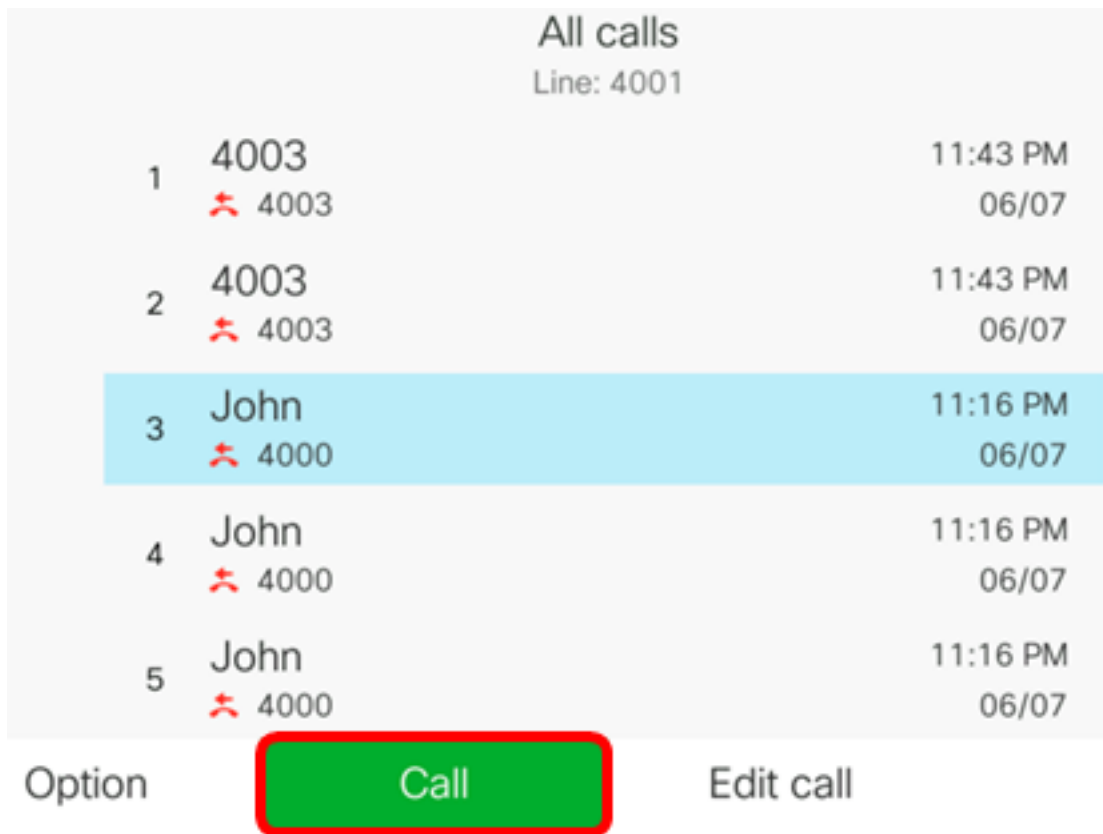 All calls
Line: 4001
1 4003 11:43 PM
4003 06/07
2 4003 11:43 PM
4003 06/07
3 John 11:16 PM
4000 06/07
4 John 11:16 PM
4000 06/07
5 John 11:16 PM
4000 06/07
Option Call Edit call